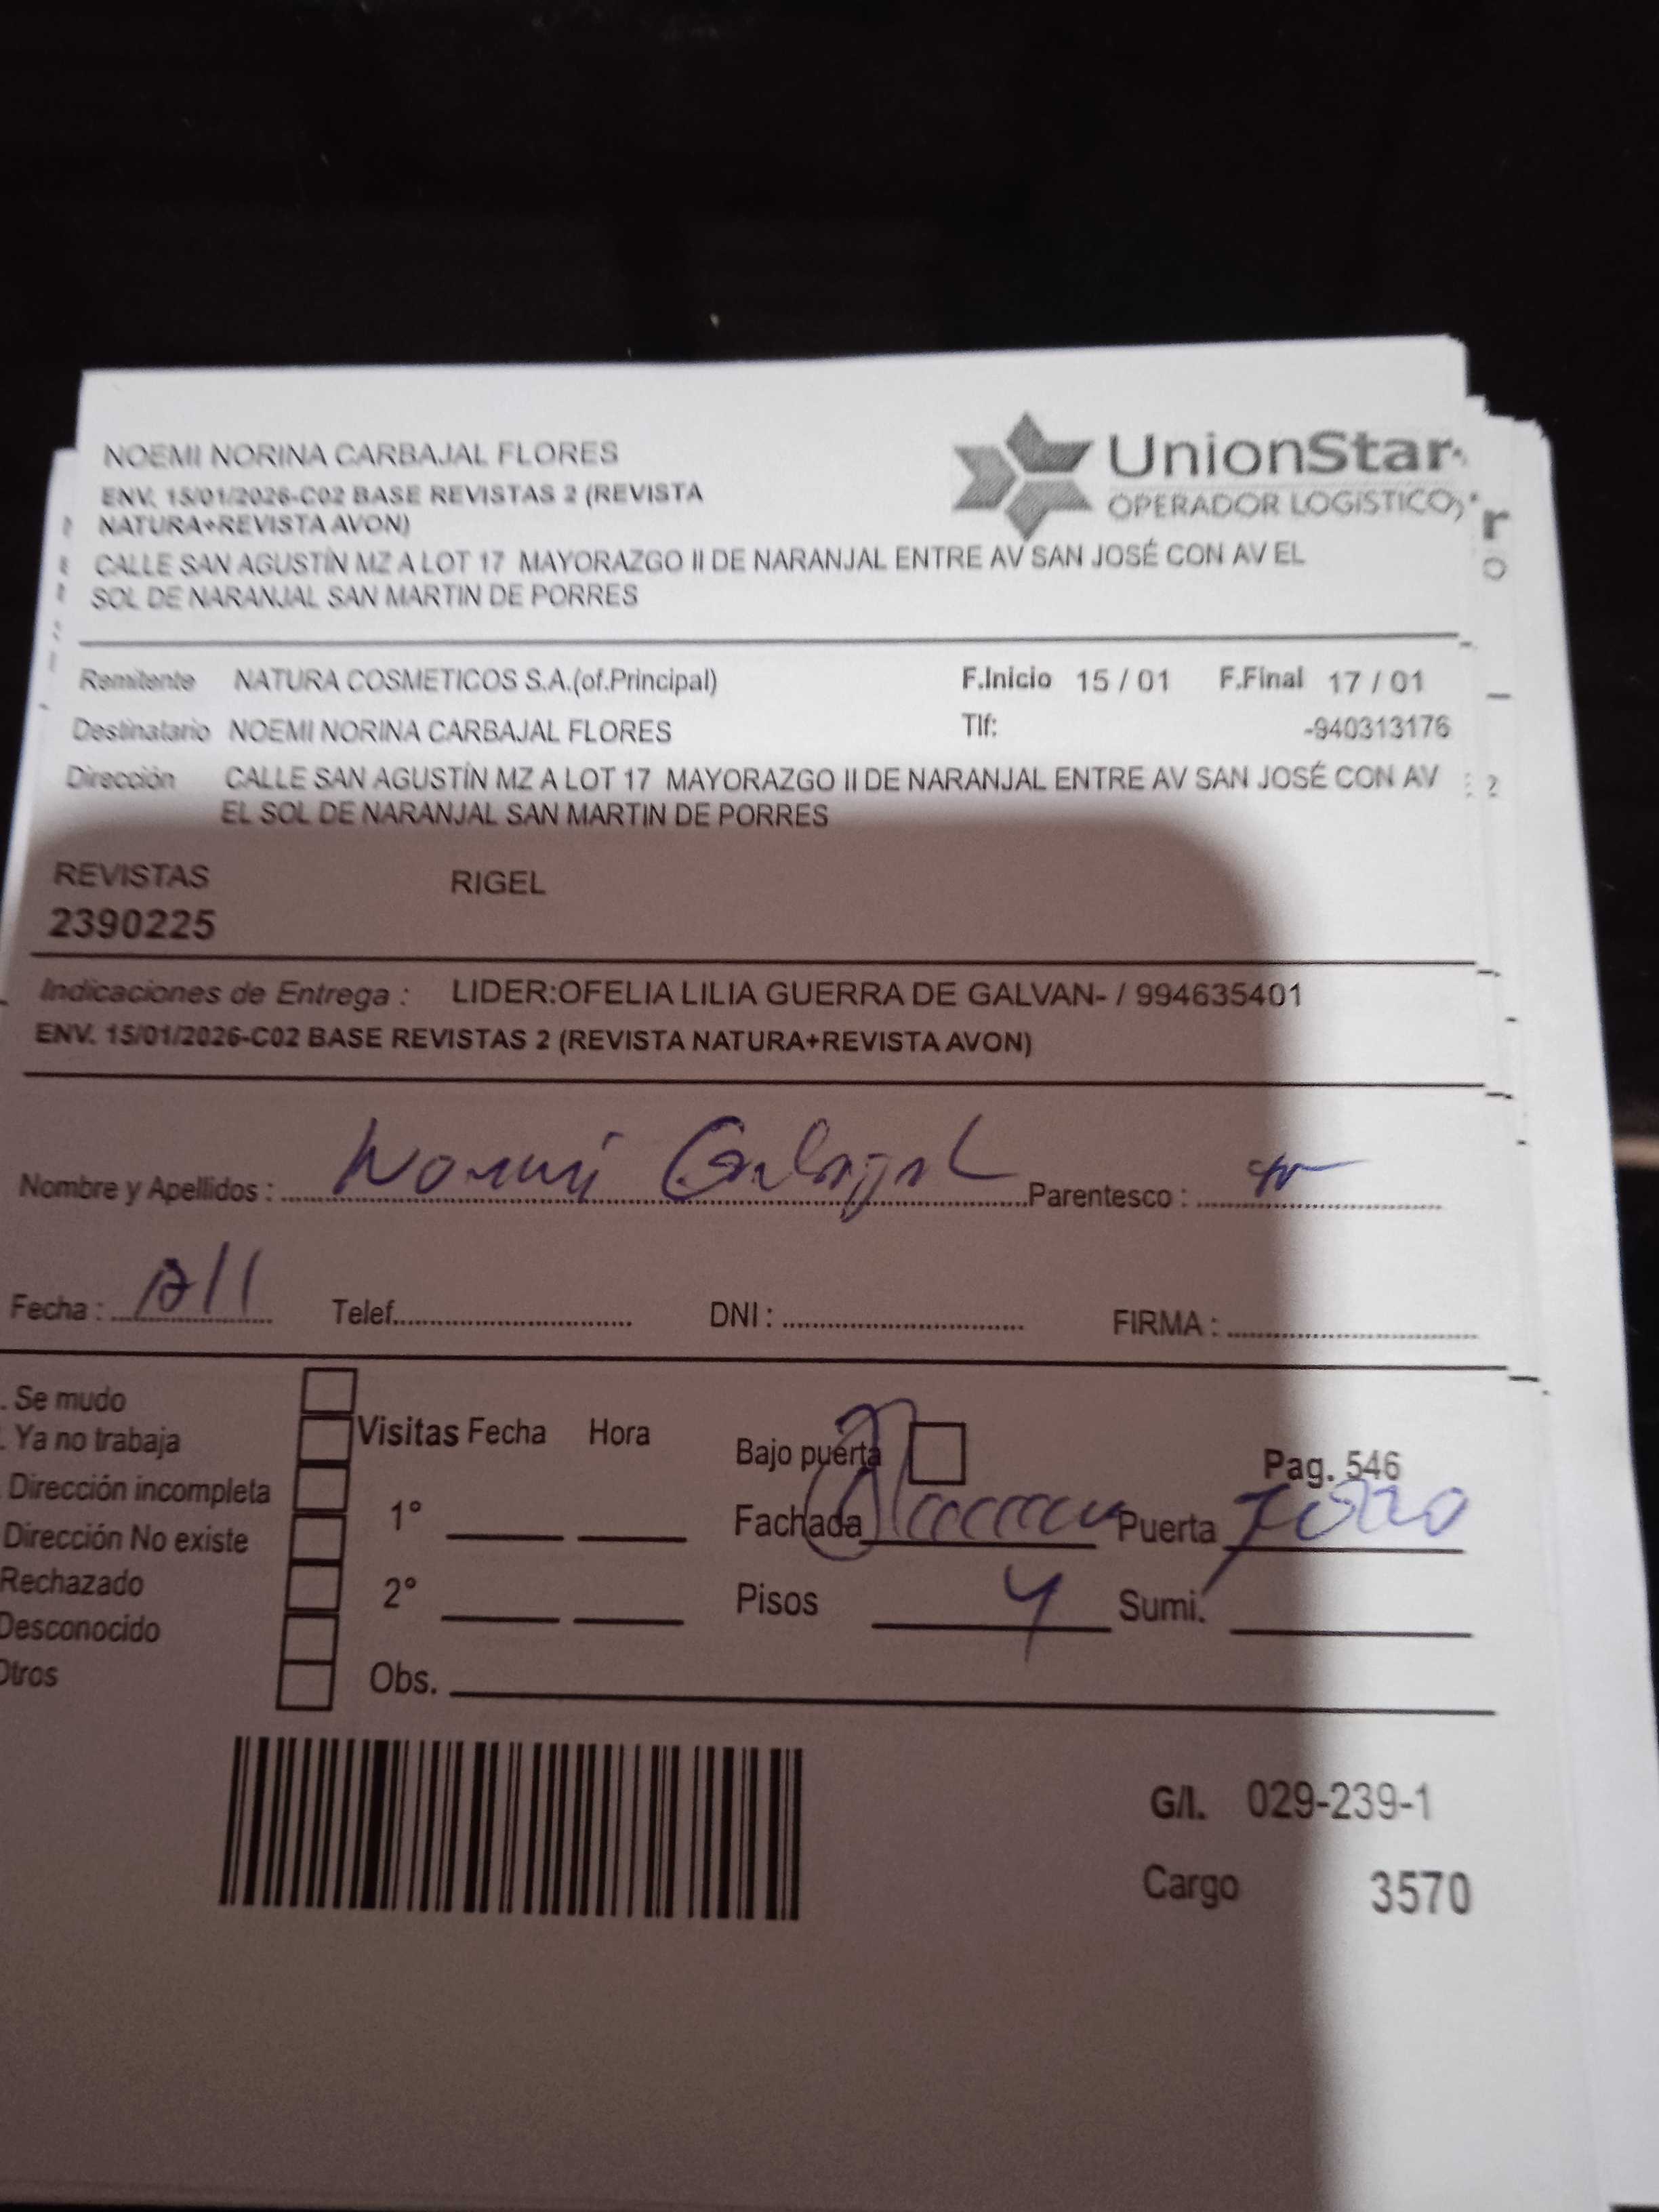 NOEMI NORINA CARBAJAL FLORES
ENV. 15/01/2026-C02 BASE REVISTAS 2 (REVISTA
NATURA+REVISTA AVON)
CALLE SAN AGUSTÍN MZ A LOT 17 MAYORAZGO II DE NARANJAL ENTRE AV SAN JOSÉ CON AV EL
SOL DE NARANJAL SAN MARTIN DE PORRES
UnionStar
OPERADOR LOGÍSTICO
Remitente NATURA COSMETICOS S.A.(of.Principal) F.Inicio 15 / 01 F.Final 17 / 01
Destinatario NOEMI NORINA CARBAJAL FLORES Tlf: -940313176
Dirección CALLE SAN AGUSTÍN MZ A LOT 17 MAYORAZGO II DE NARANJAL ENTRE AV SAN JOSÉ CON AV
EL SOL DE NARANJAL SAN MARTIN DE PORRES
REVISTAS RIGEL
2390225
Indicaciones de Entrega : LIDER:OFELIA LILIA GUERRA DE GALVAN- / 994635401
ENV. 15/01/2026-C02 BASE REVISTAS 2 (REVISTA NATURA+REVISTA AVON)
Nombre y Apellidos : Noemi Carbajal Parentesco :
Fecha : Telef. DNI : FIRMA :
Se mudo
Ya no trabaja
Dirección incompleta
Dirección No existe
Rechazado
Desconocido
Otros
Visitas Fecha Hora
1°
2°
Obs.
Bajo puerta Pag. 546
Fachada Puerta
Pisos 4 Sumi.
G/I. 029-239-1
Cargo 3570